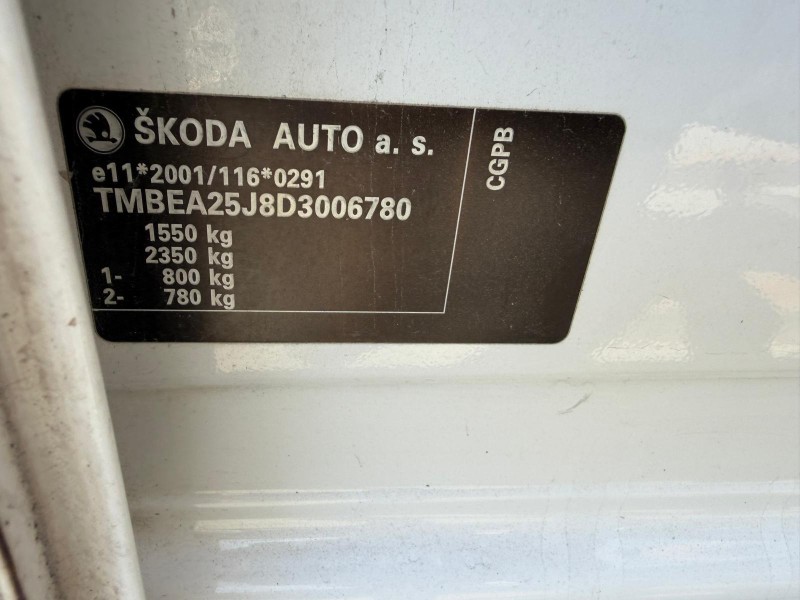 ŠKODA AUTO a. s.
e11*2001/116*0291
TMBEA25J8D3006780
1550 kg
2350 kg
1- 800 kg
2- 780 kg
CGPB